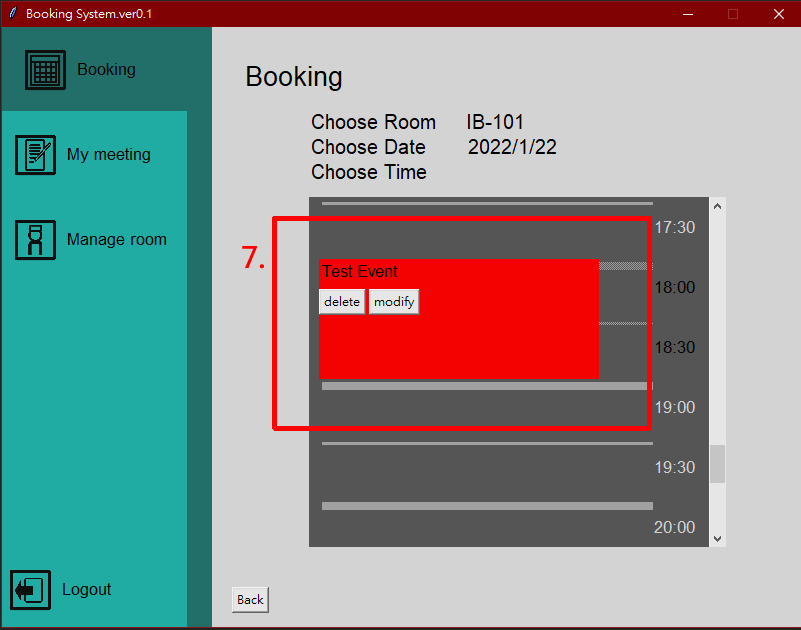 Booking System.ver0.1
Booking
My meeting
Manage room
Logout
Booking
Choose Room IB-101
Choose Date 2022/1/22
Choose Time
7.
17:30
Test Event
18:00
delete modify
18:30
19:00
19:30
20:00
Back